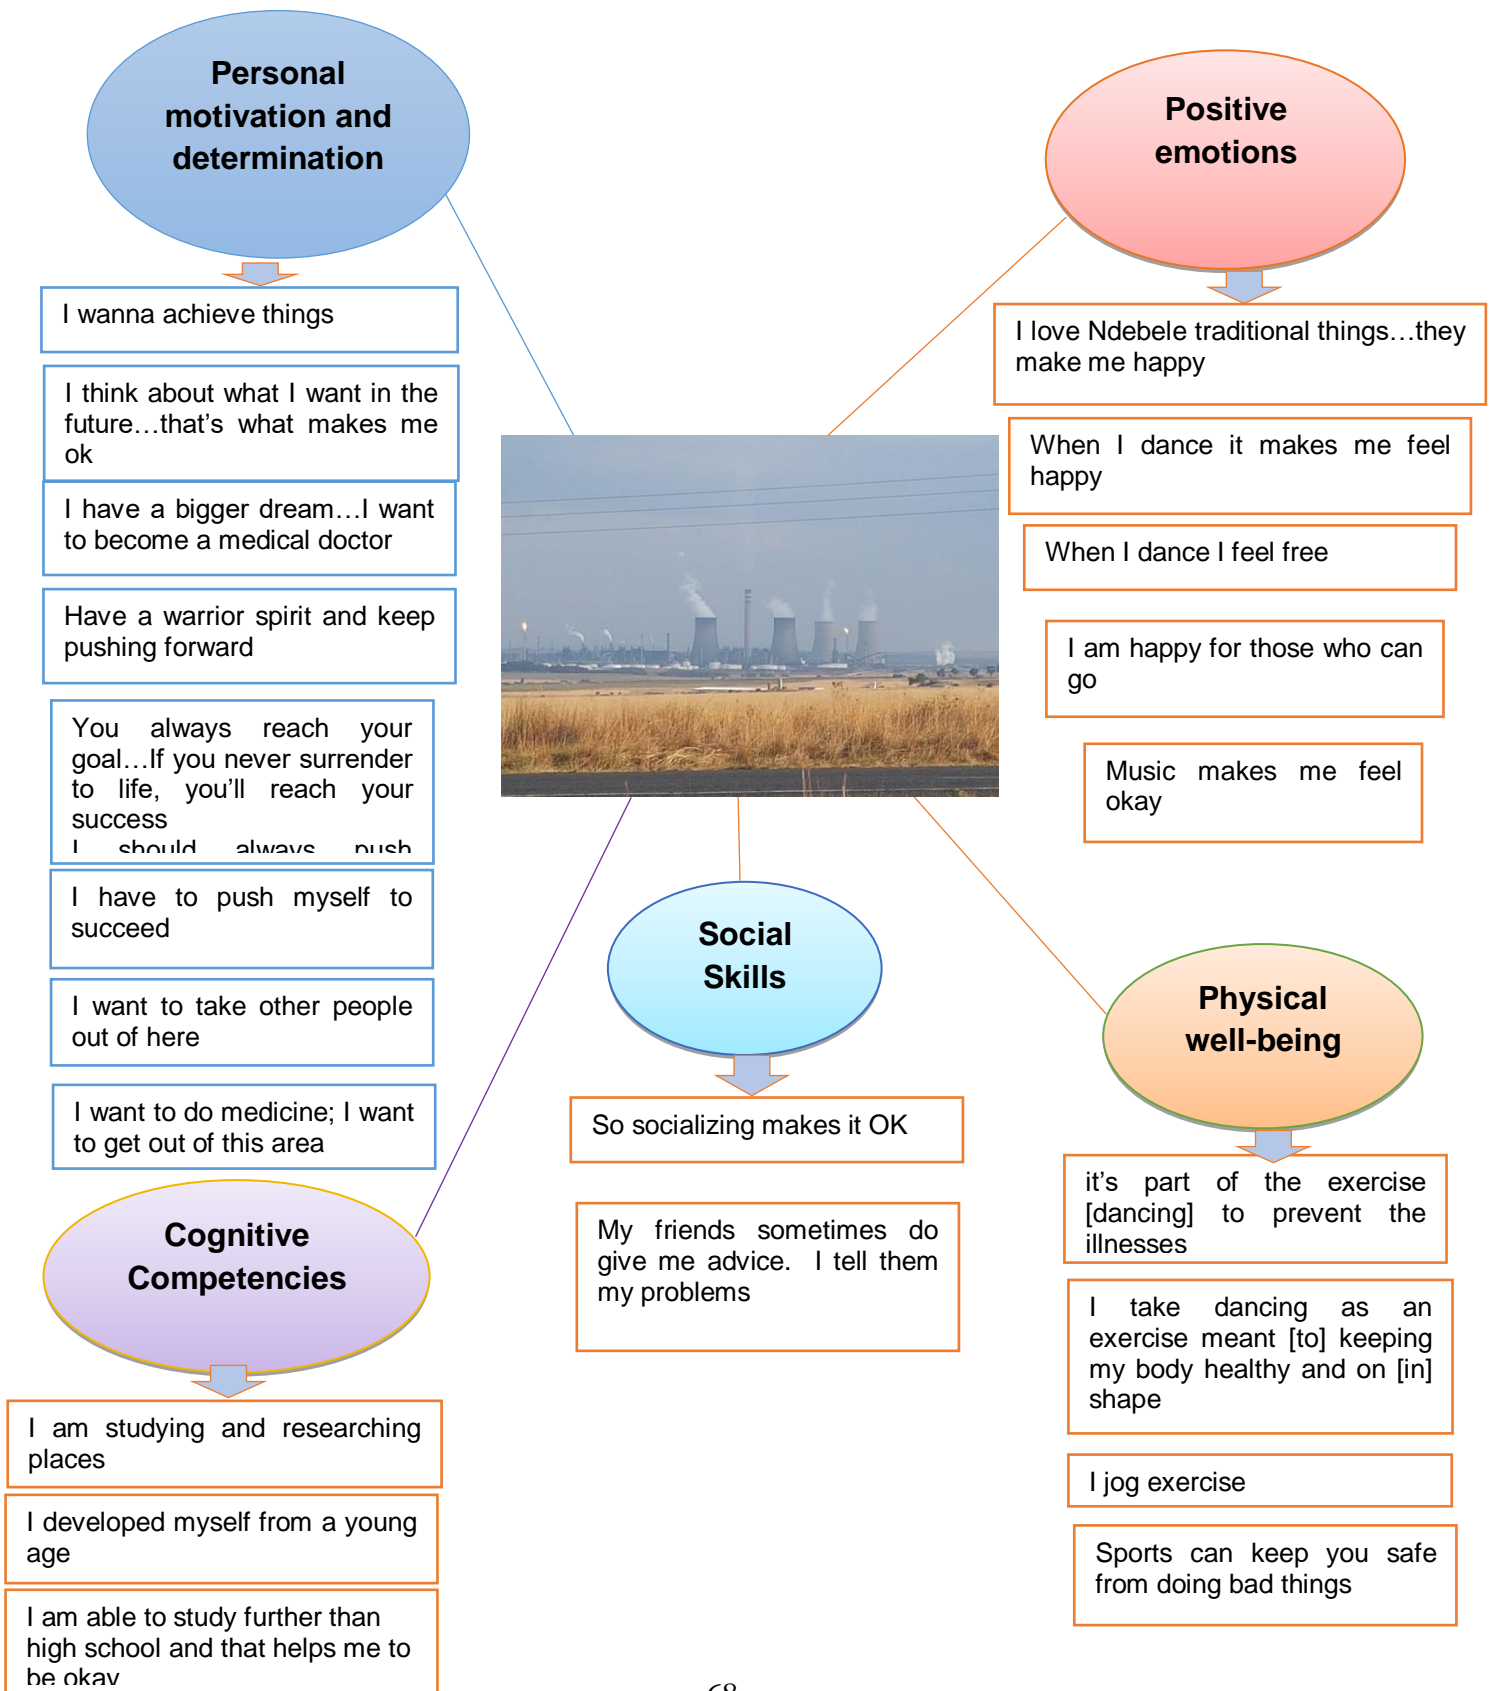 Personal
motivation and
determination
I wanna achieve things
I think about what I want in the
future…that's what makes me
ok
I have a bigger dream…I want
to become a medical doctor
Have a warrior spirit and keep
pushing forward
You always reach your
goal…If you never surrender
to life, you'll reach your
success
I should always push
I have to push myself to
succeed
I want to take other people
out of here
I want to do medicine; I want
to get out of this area
Cognitive
Competencies
I am studying and researching
places
I developed myself from a young
age
I am able to study further than
high school and that helps me to
be okay
Social
Skills
So socializing makes it OK
My friends sometimes do
give me advice. I tell them
my problems
Positive
emotions
I love Ndebele traditional things…they
make me happy
When I dance it makes me feel
happy
When I dance I feel free
I am happy for those who can
go
Music makes me feel
okay
Physical
well-being
it's part of the exercise
[dancing] to prevent the
illnesses
I take dancing as an
exercise meant [to] keeping
my body healthy and on [in]
shape
I jog exercise
Sports can keep you safe
from doing bad things
68